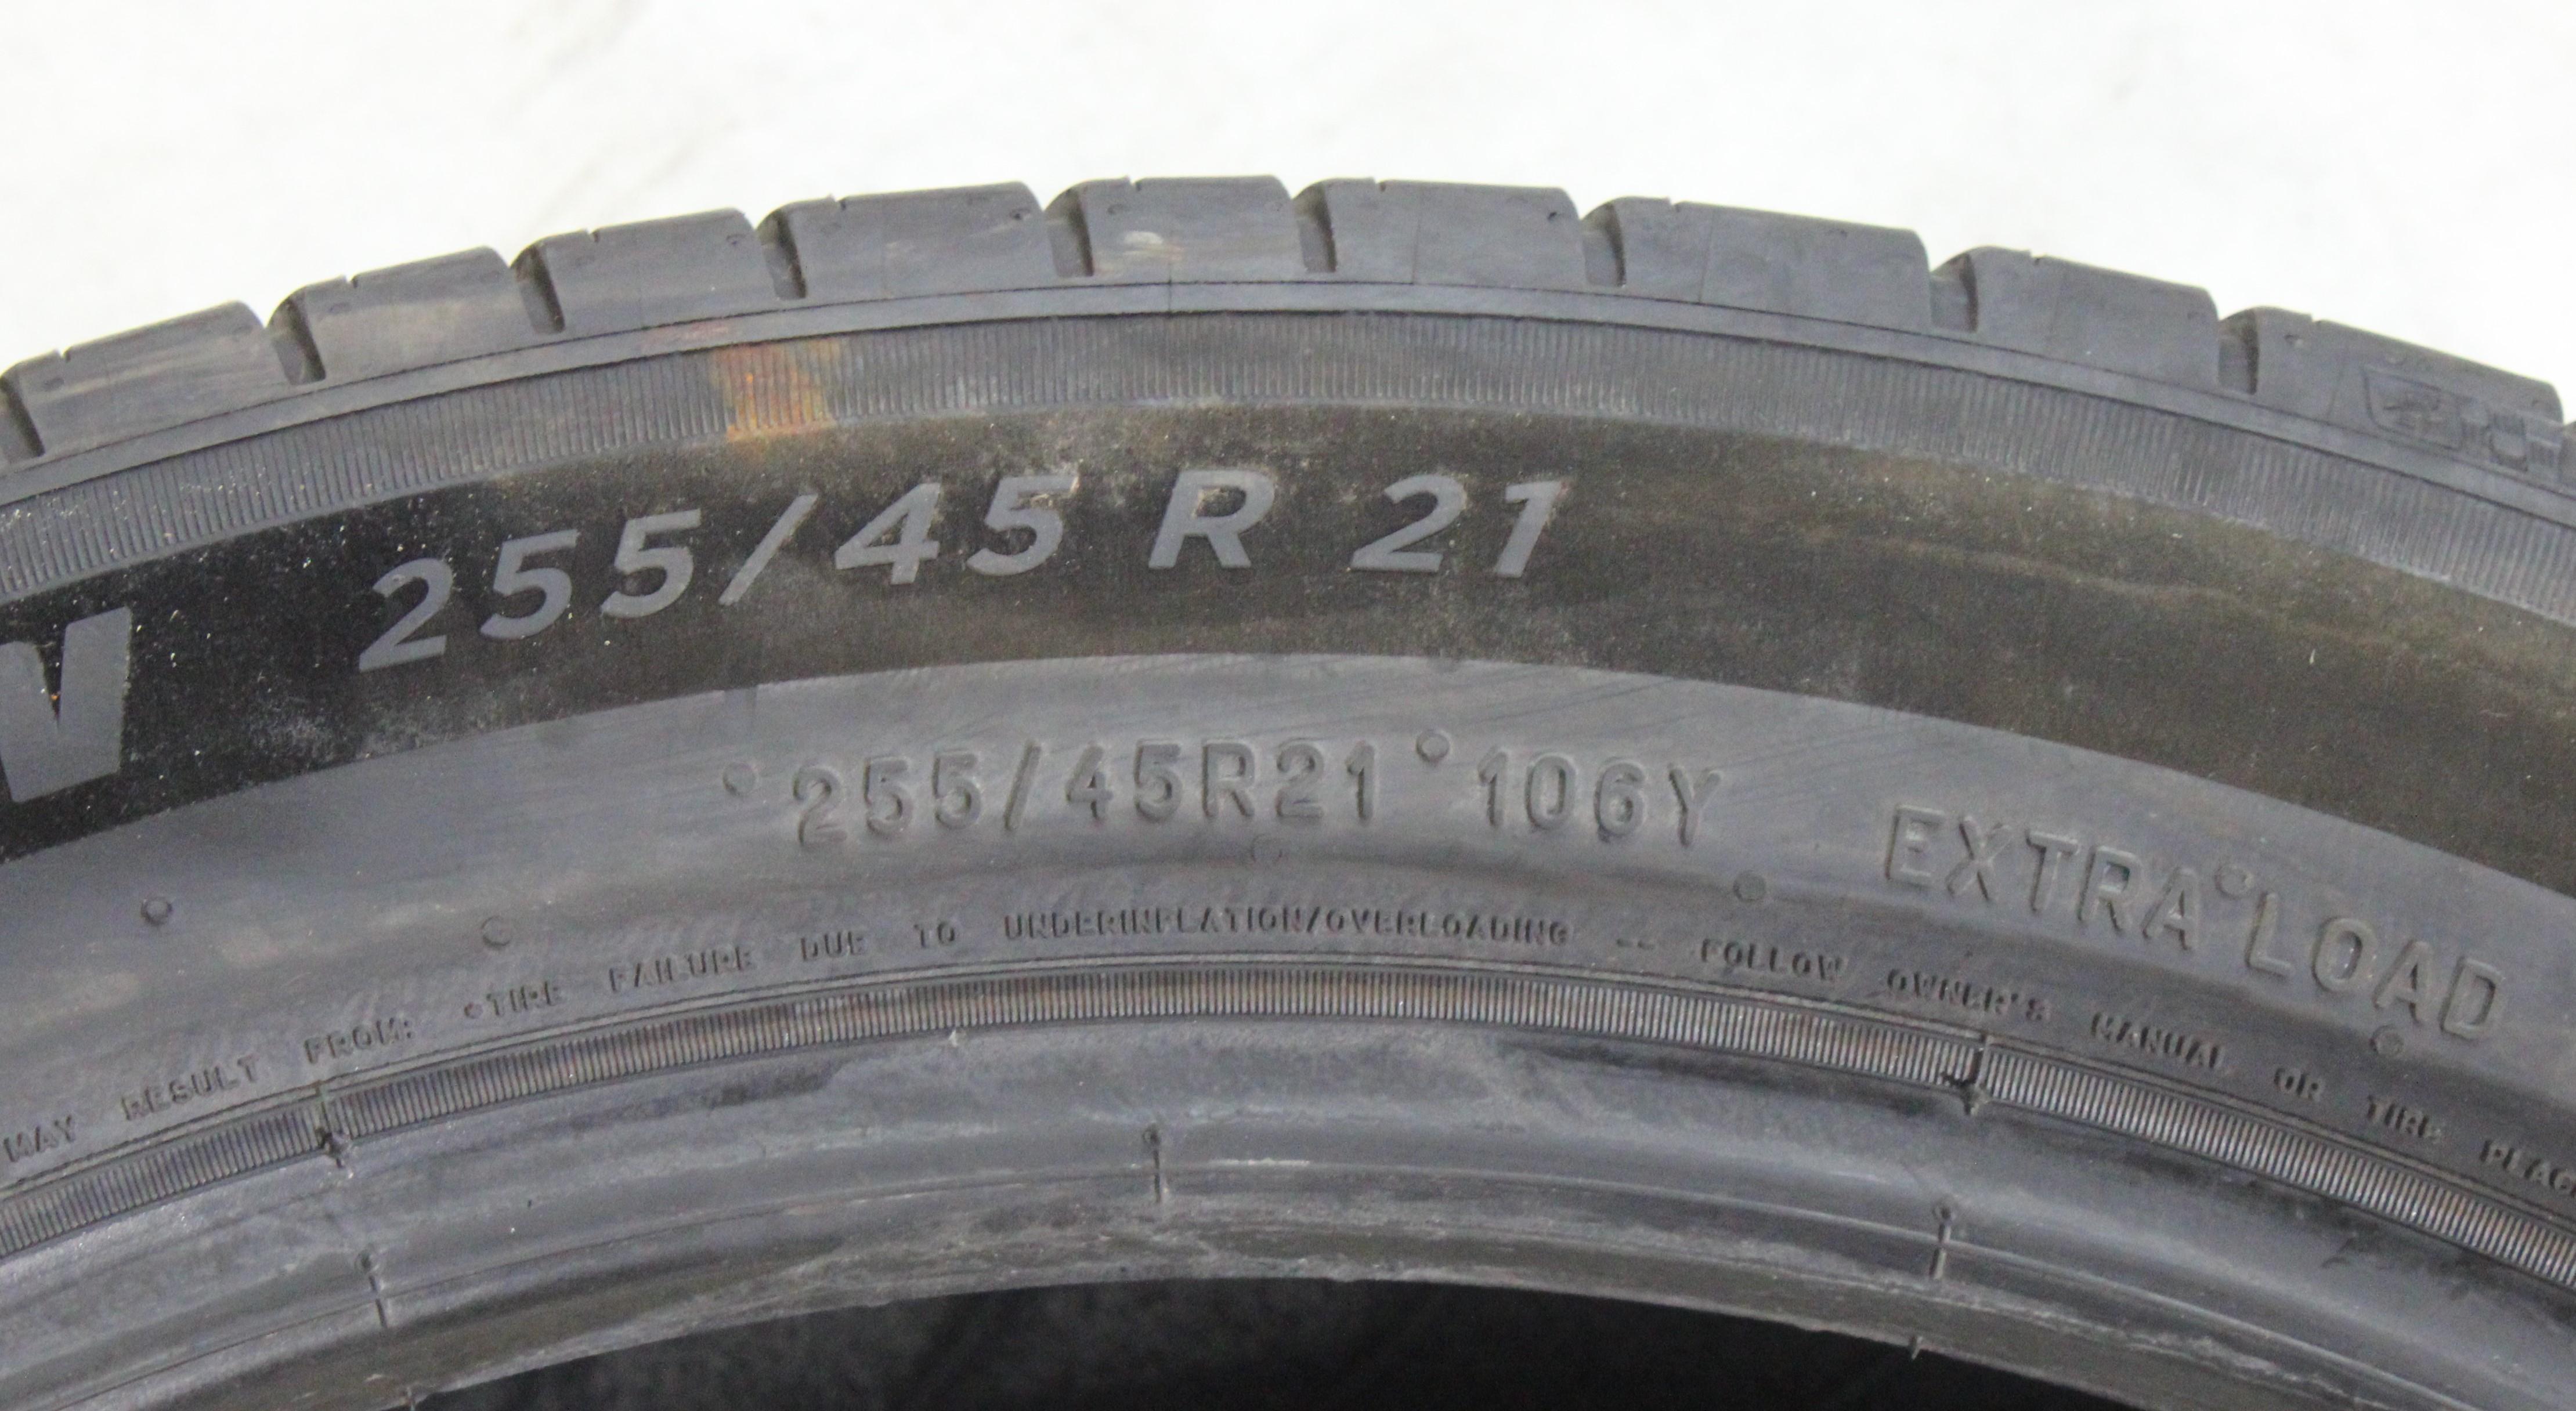 N 255/45 R 21
255/45R21 106Y EXTRA LOAD
MAY RESULT FROM: •TIRE FAILURE DUE TO UNDERINFLATION/OVERLOADING -- FOLLOW OWNER'S MANUAL OR TIRE PLAC